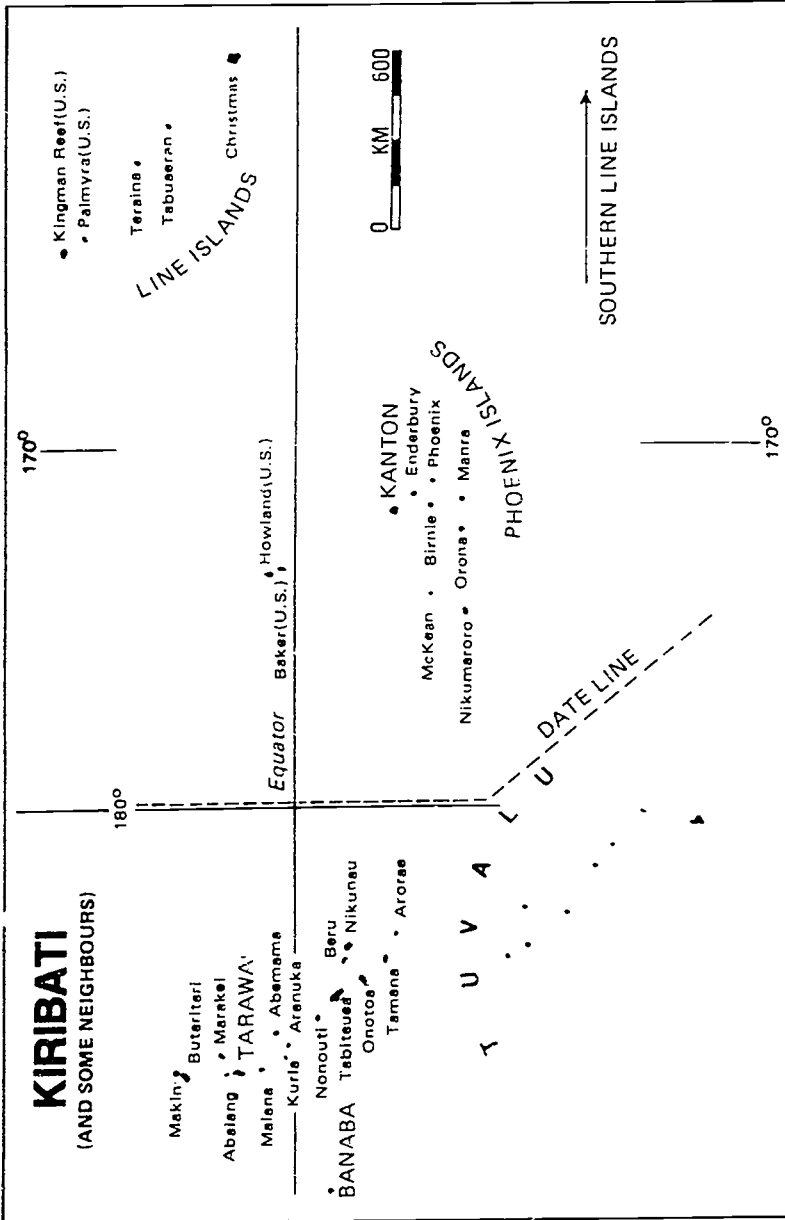 KIRIBATI
(AND SOME NEIGHBOURS)
180°
170°
Kingman Reef(U.S.)
Palmyra(U.S.)
Teraina
Tabuaeran
Christmas
LINE ISLANDS
Makin
Butaritari
Abaiang
Marakei
TARAWA
Maiana
Abemama
Kuria
Aranuka
Equator
Baker(U.S.)
Howland(U.S.)
Nonouti
BANABA
Tabiteuea
Beru
Nikunau
Onotoa
Tamana
Arorae
0 KM 600
KANTON
Enderbury
McKean
Birnie
Phoenix
Nikumaroro
Orona
Manra
PHOENIX ISLANDS
TUVALU
DATE LINE
SOUTHERN LINE ISLANDS
170°